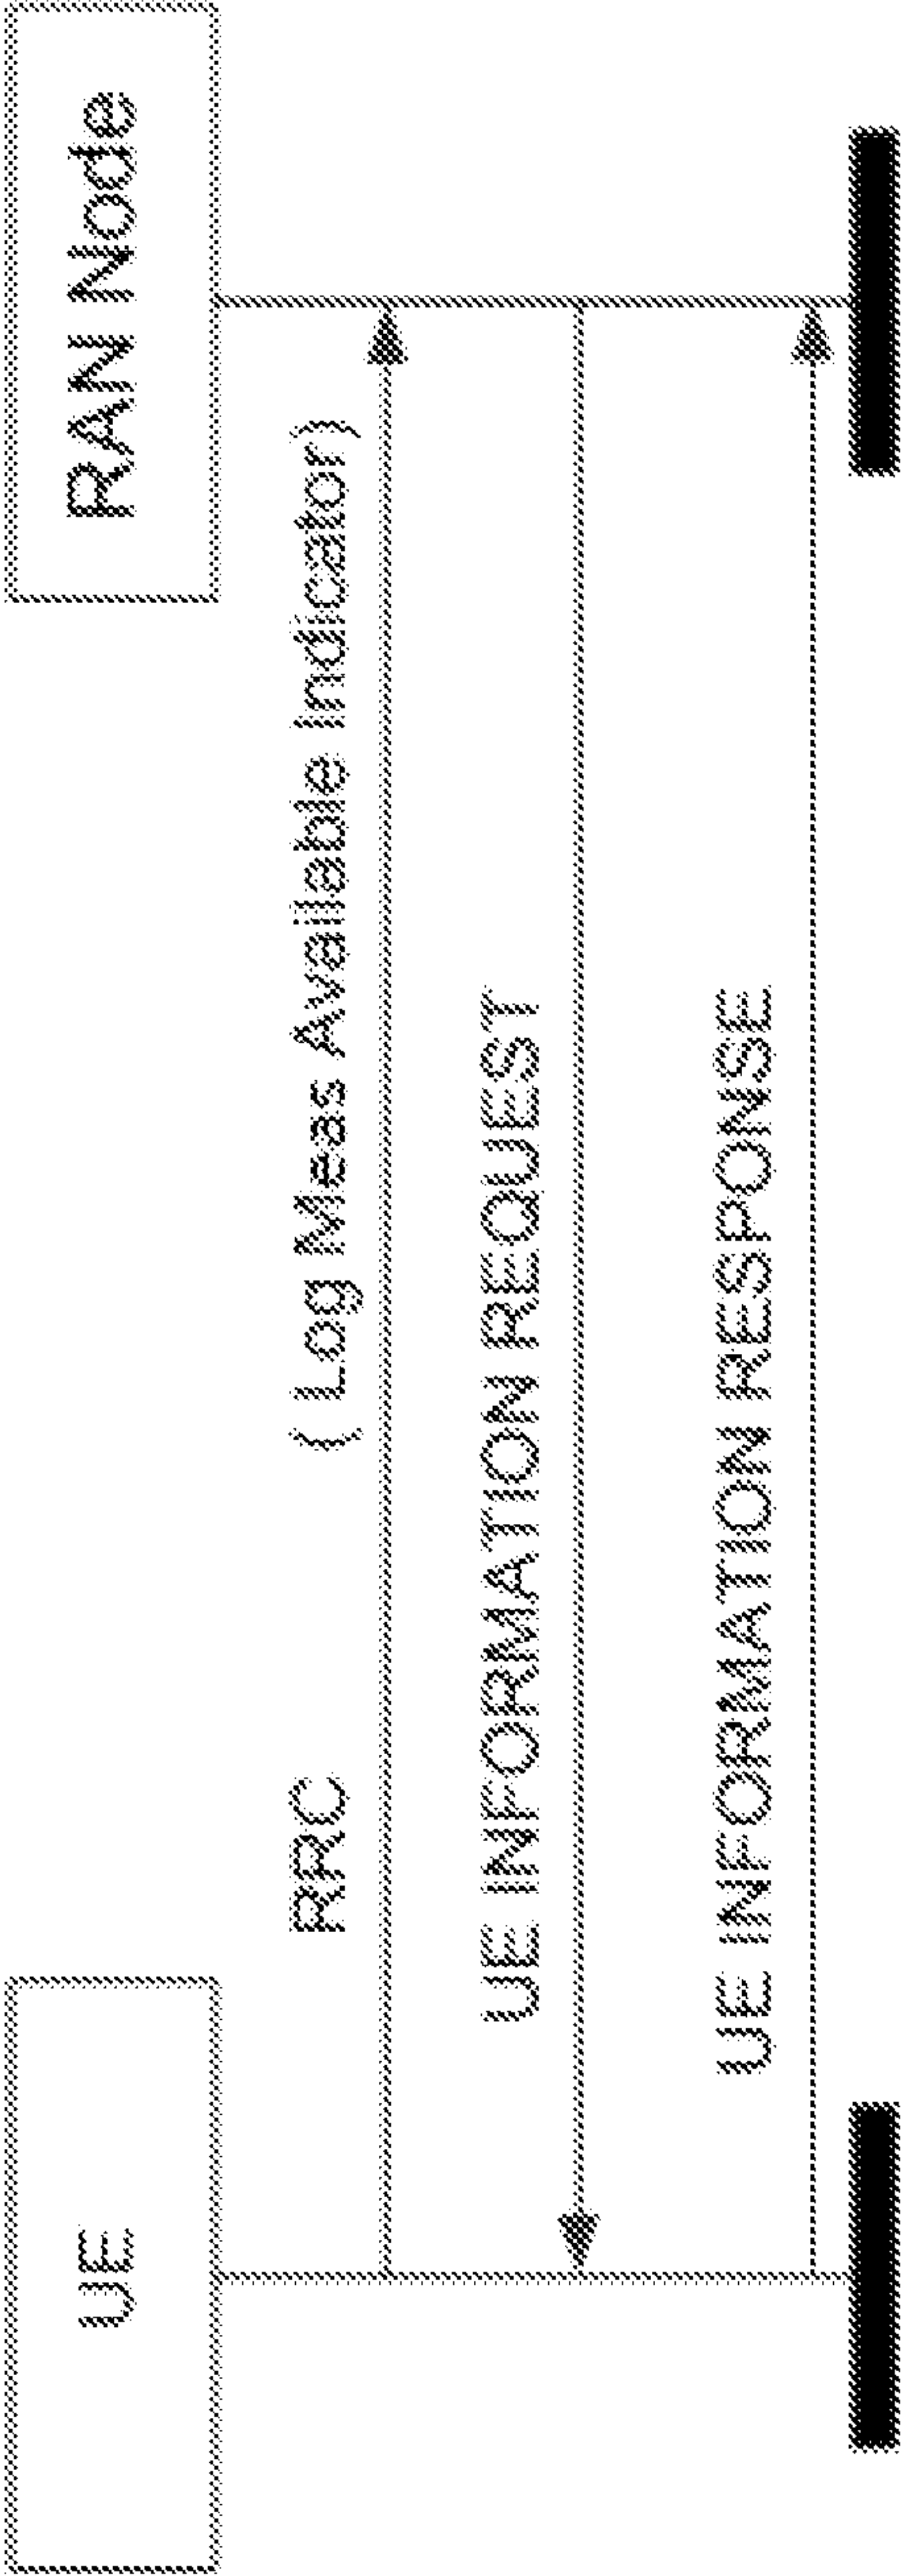 UE
RAN Node
RRC ( Log Meas Available Indicator)
UE INFORMATION REQUEST
UE INFORMATION RESPONSE